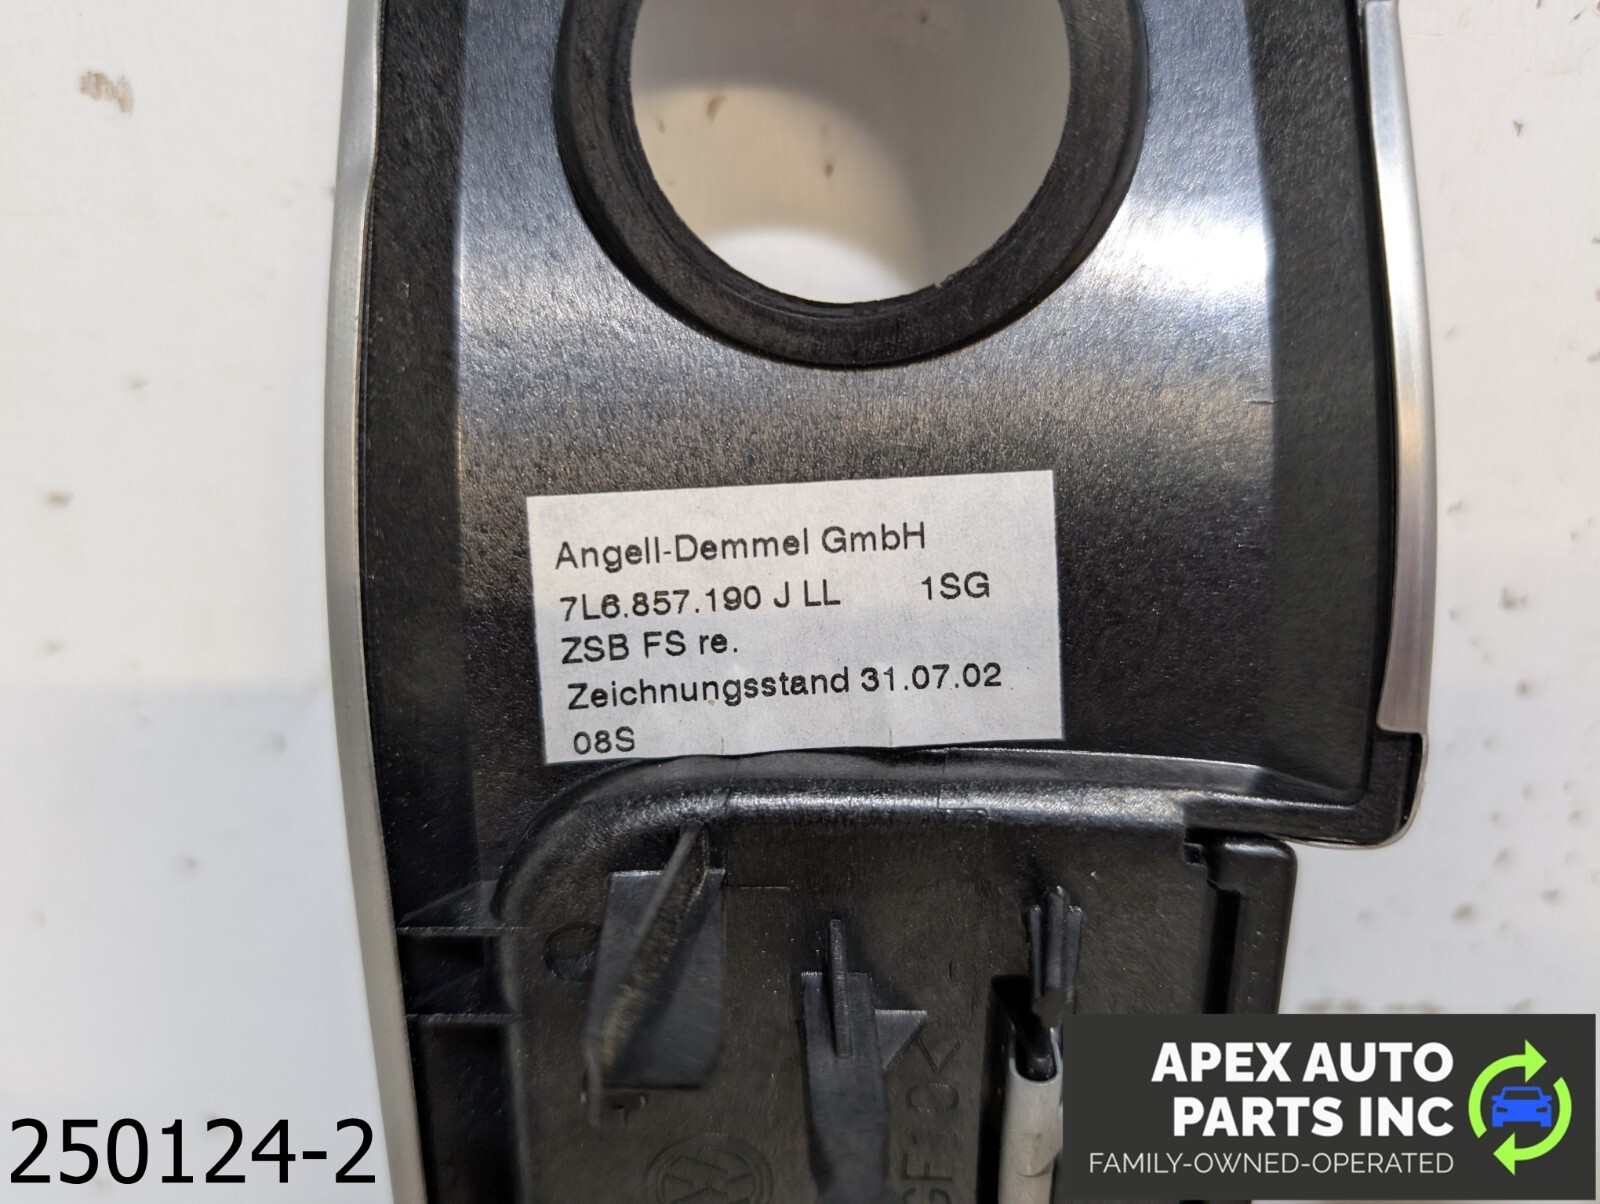 Angell-Demmel GmbH
7L6.857.190 J LL 1SG
ZSB FS re.
Zeichnungsstand 31.07.02
08S
250124-2
APEX AUTO
PARTS INC
FAMILY-OWNED-OPERATED